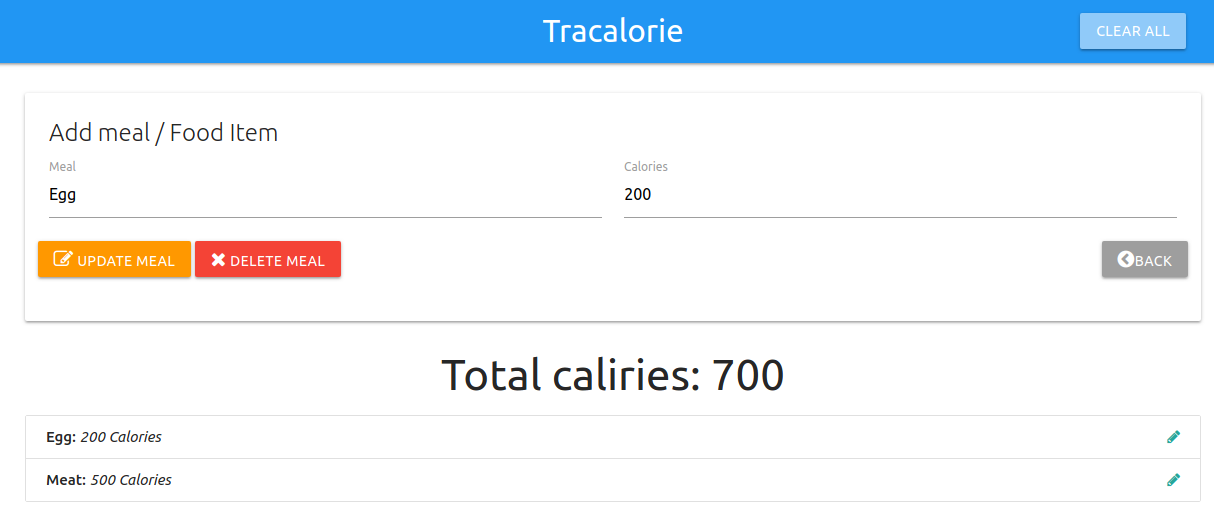 Tracalorie
CLEAR ALL
Add meal / Food Item
Meal
Calories
Egg
200
UPDATE MEAL
DELETE MEAL
BACK
Total caliries: 700
Egg: 200 Calories
Meat: 500 Calories